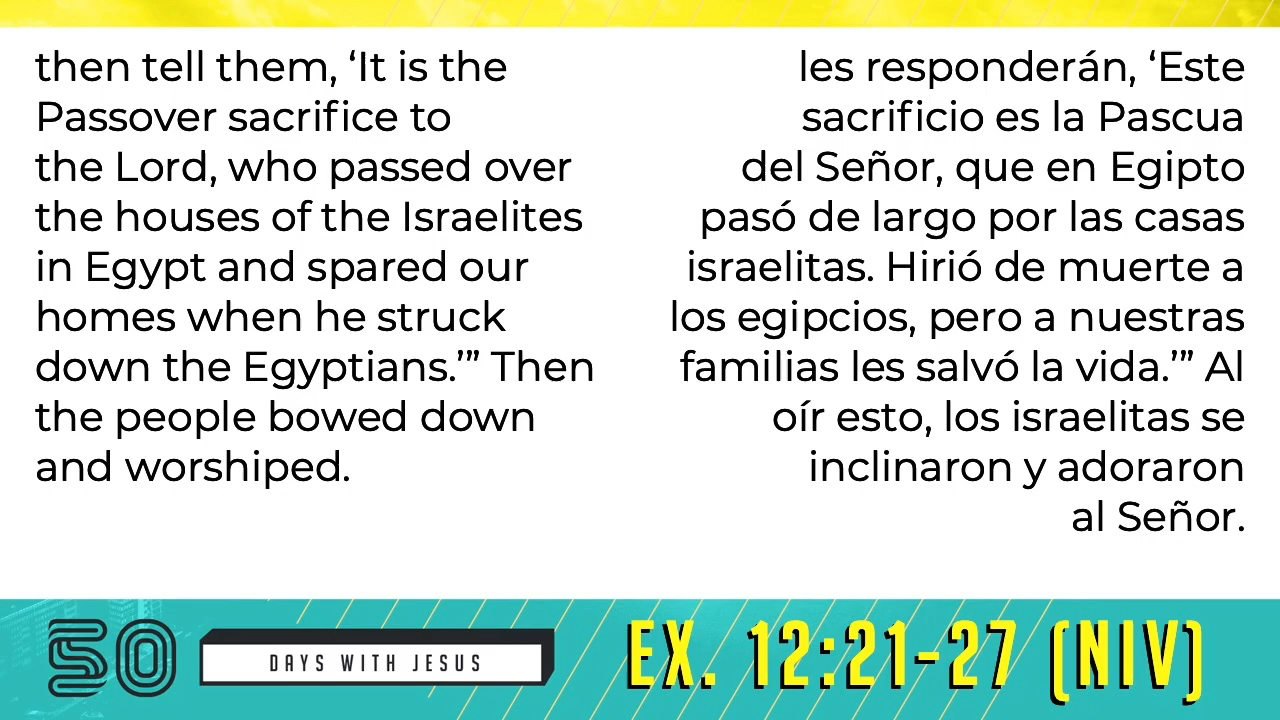 then tell them, ‘It is the
Passover sacrifice to
the Lord, who passed over
the houses of the Israelites
in Egypt and spared our
homes when he struck
down the Egyptians.’” Then
the people bowed down
and worshiped.
les responderán, ‘Este
sacrificio es la Pascua
del Señor, que en Egipto
pasó de largo por las casas
israelitas. Hirió de muerte a
los egipcios, pero a nuestras
familias les salvó la vida.’” Al
oír esto, los israelitas se
inclinaron y adoraron
al Señor.
50
DAYS WITH JESUS
EX. 12:21-27 (NIV)